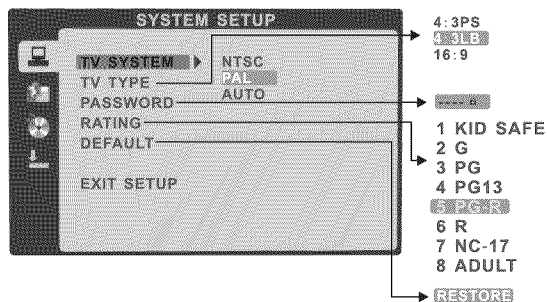 SYSTEM SETUP
TV SYSTEM
TV TYPE
PASSWORD
RATING
DEFAULT
EXIT SETUP
NTSC
PAL
AUTO
4:3PS
4:3LB
16:9
----
1 KID SAFE
2 G
3 PG
4 PG13
5 PG-R
6 R
7 NC-17
8 ADULT
RESTORE